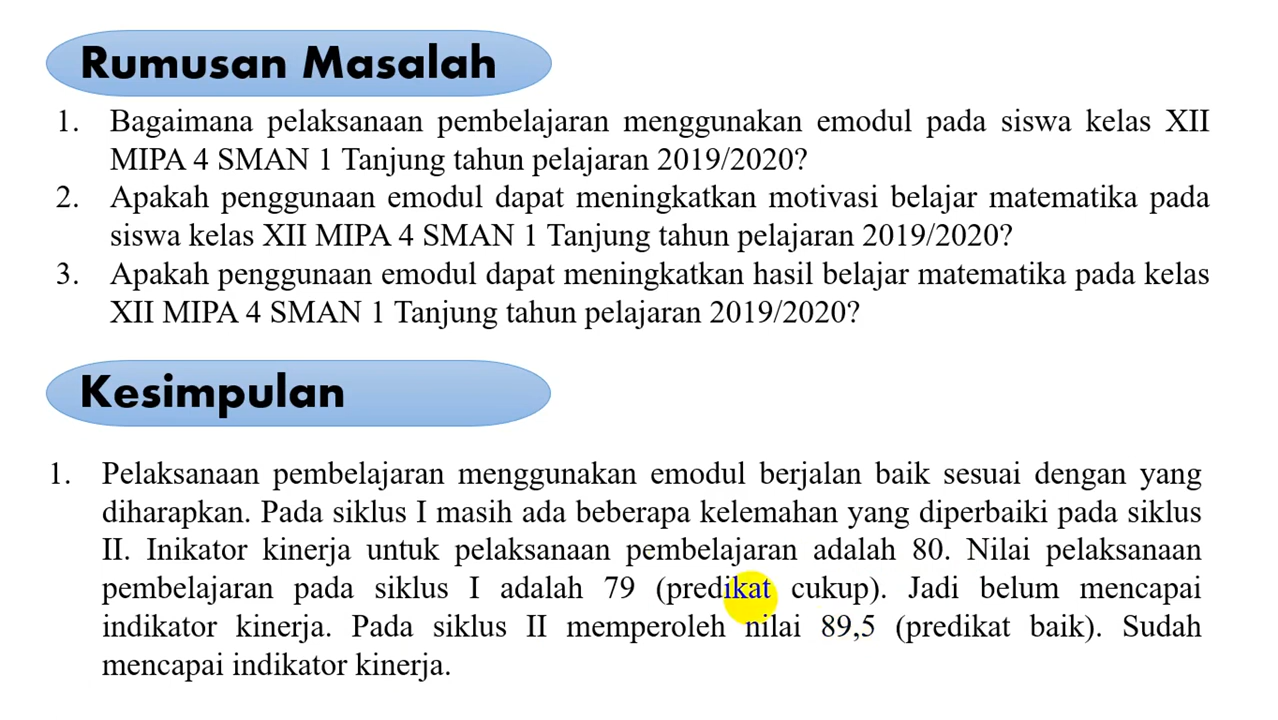 Rumusan Masalah
1. Bagaimana pelaksanaan pembelajaran menggunakan emodul pada siswa kelas XII
MIPA 4 SMAN 1 Tanjung tahun pelajaran 2019/2020?
2. Apakah penggunaan emodul dapat meningkatkan motivasi belajar matematika pada
siswa kelas XII MIPA 4 SMAN 1 Tanjung tahun pelajaran 2019/2020?
3. Apakah penggunaan emodul dapat meningkatkan hasil belajar matematika pada kelas
XII MIPA 4 SMAN 1 Tanjung tahun pelajaran 2019/2020?
Kesimpulan
1. Pelaksanaan pembelajaran menggunakan emodul berjalan baik sesuai dengan yang
diharapkan. Pada siklus I masih ada beberapa kelemahan yang diperbaiki pada siklus
II. Inikator kinerja untuk pelaksanaan pembelajaran adalah 80. Nilai pelaksanaan
pembelajaran pada siklus I adalah 79 (predikat cukup). Jadi belum mencapai
indikator kinerja. Pada siklus II memperoleh nilai 89,5 (predikat baik). Sudah
mencapai indikator kinerja.